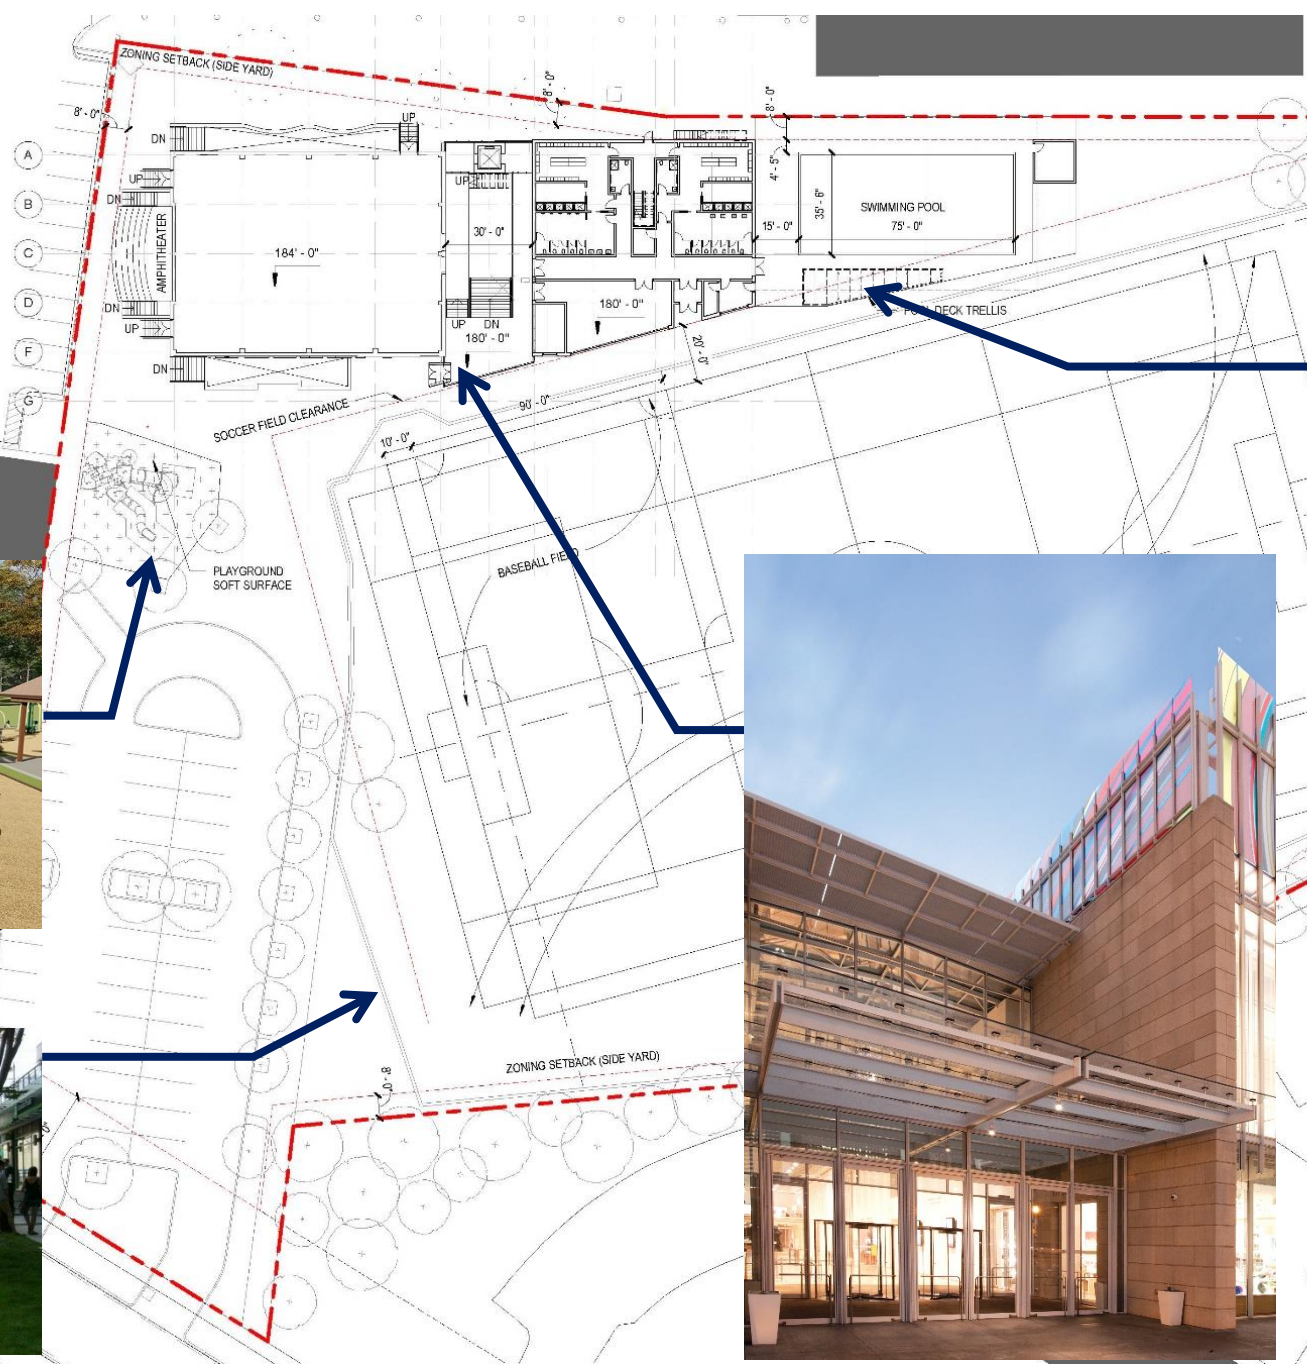 ZONING SETBACK (SIDE YARD)
8' - 0"
8' - 0"
8' - 0"
DN
UP
A
UP
UP
4' - 5"
B
DN
35' - 6"
SWIMMING POOL
AMPHITHEATER
30' - 0"
15' - 0"
75' - 0"
C
184' - 0"
D
DN
180' - 0"
POOL DECK TRELLIS
UP
UP
DN
F
180' - 0"
20' - 0"
DN
G
SOCCER FIELD CLEARANCE
90' - 0"
10' - 0"
BASEBALL FIELD
PLAYGROUND
SOFT SURFACE
ZONING SETBACK (SIDE YARD)
8' - 0"